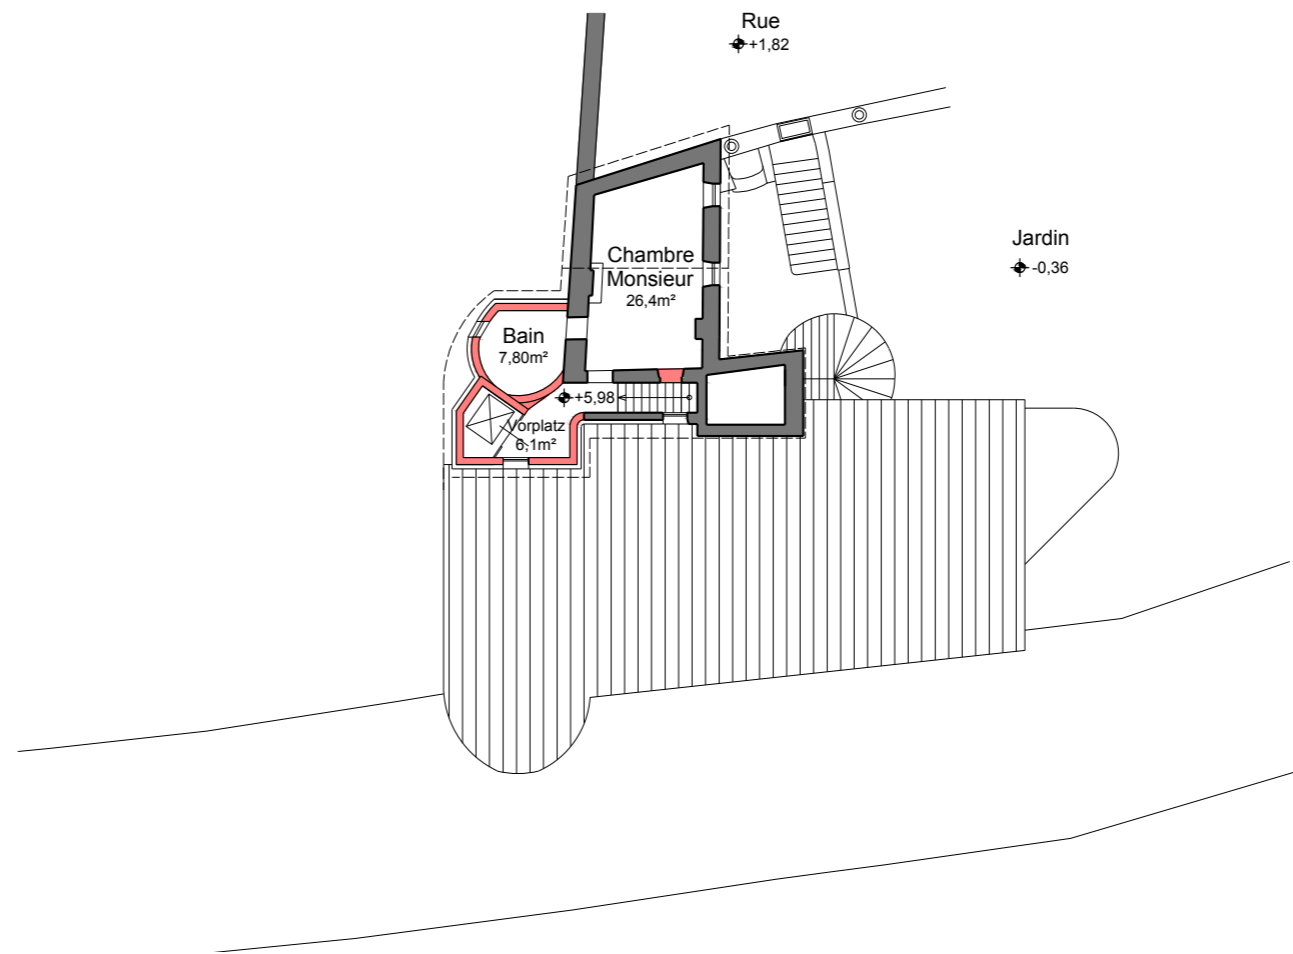 Rue
+1,82
Jardin
-0,36
Chambre
Monsieur
26,4m²
Bain
7,80m²
+5,98
Vorplatz
6,1m²